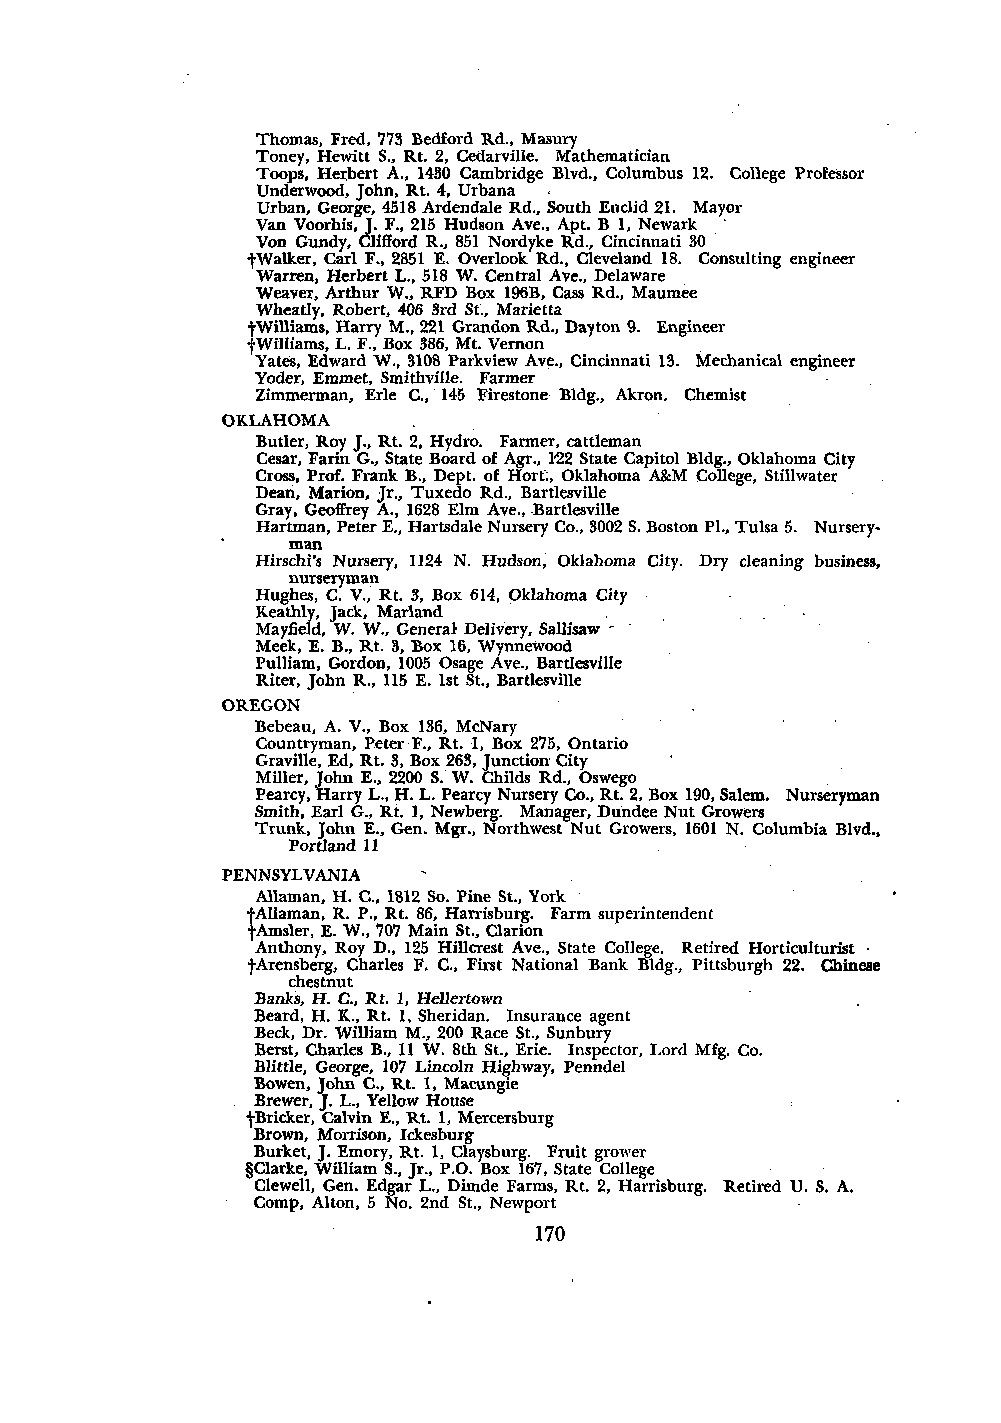 Thomas, Fred, 773 Bedford Rd., Masury
Toney, Hewitt S., Rt. 2, Cedarville. Mathematician
Toops, Herbert A., 1430 Cambridge Blvd., Columbus 12. College Professor
Underwood, John, Rt. 4, Urbana
Urban, George, 4518 Ardendale Rd., South Euclid 21. Mayor
Van Voorhis, J. F., 215 Hudson Ave., Apt. B 1, Newark
Von Gundy, Clifford R., 851 Nordyke Rd., Cincinnati 30
†Walker, Carl F., 2851 E. Overlook Rd., Cleveland 18. Consulting engineer
Warren, Herbert L., 518 W. Central Ave., Delaware
Weaver, Arthur W., RFD Box 196B, Cass Rd., Maumee
Wheatly, Robert, 406 3rd St., Marietta
†Williams, Harry M., 221 Grandon Rd., Dayton 9. Engineer
†Williams, L. F., Box 386, Mt. Vernon
Yates, Edward W., 3108 Parkview Ave., Cincinnati 13. Mechanical engineer
Yoder, Emmet, Smithville. Farmer
Zimmerman, Erle C., 145 Firestone Bldg., Akron. Chemist
OKLAHOMA
Butler, Roy J., Rt. 2, Hydro. Farmer, cattleman
Cesar, Farin G., State Board of Agr., 122 State Capitol Bldg., Oklahoma City
Cross, Prof. Frank B., Dept. of Hort., Oklahoma A&M College, Stillwater
Dean, Marion, Jr., Tuxedo Rd., Bartlesville
Gray, Geoffrey A., 1628 Elm Ave., Bartlesville
Hartman, Peter E., Hartsdale Nursery Co., 3002 S. Boston Pl., Tulsa 5. Nursery-
man
Hirschi's Nursery, 1124 N. Hudson, Oklahoma City. Dry cleaning business,
nurseryman
Hughes, C. V., Rt. 3, Box 614, Oklahoma City
Keathly, Jack, Marland
Mayfield, W. W., General Delivery, Sallisaw
Meek, E. B., Rt. 3, Box 16, Wynnewood
Pulliam, Gordon, 1005 Osage Ave., Bartlesville
Riter, John R., 115 E. 1st St., Bartlesville
OREGON
Bebeau, A. V., Box 136, McNary
Countryman, Peter F., Rt. 1, Box 275, Ontario
Graville, Ed, Rt. 3, Box 263, Junction City
Miller, John E., 2200 S. W. Childs Rd., Oswego
Pearcy, Harry L., H. L. Pearcy Nursery Co., Rt. 2, Box 190, Salem. Nurseryman
Smith, Earl G., Rt. 1, Newberg. Manager, Dundee Nut Growers
Trunk, John E., Gen. Mgr., Northwest Nut Growers, 1601 N. Columbia Blvd.,
Portland 11
PENNSYLVANIA
Allaman, H. C., 1812 So. Pine St., York
†Allaman, R. P., Rt. 86, Harrisburg. Farm superintendent
†Amsler, E. W., 707 Main St., Clarion
Anthony, Roy D., 125 Hillcrest Ave., State College. Retired Horticulturist
†Arensberg, Charles F. C., First National Bank Bldg., Pittsburgh 22. Chinese
chestnut
Banks, H. C., Rt. 1, Hellertown
Beard, H. K., Rt. 1, Sheridan. Insurance agent
Beck, Dr. William M., 200 Race St., Sunbury
Berst, Charles B., 11 W. 8th St., Erie. Inspector, Lord Mfg. Co.
Blittle, George, 107 Lincoln Highway, Penndel
Bowen, John C., Rt. 1, Macungie
Brewer, J. L., Yellow House
†Bricker, Calvin E., Rt. 1, Mercersburg
Brown, Morrison, Ickesburg
Burket, J. Emory, Rt. 1, Claysburg. Fruit grower
§Clarke, William S., Jr., P.O. Box 167, State College
Clewell, Gen. Edgar L., Dimde Farms, Rt. 2, Harrisburg. Retired U. S. A.
Comp, Alton, 5 No. 2nd St., Newport
170